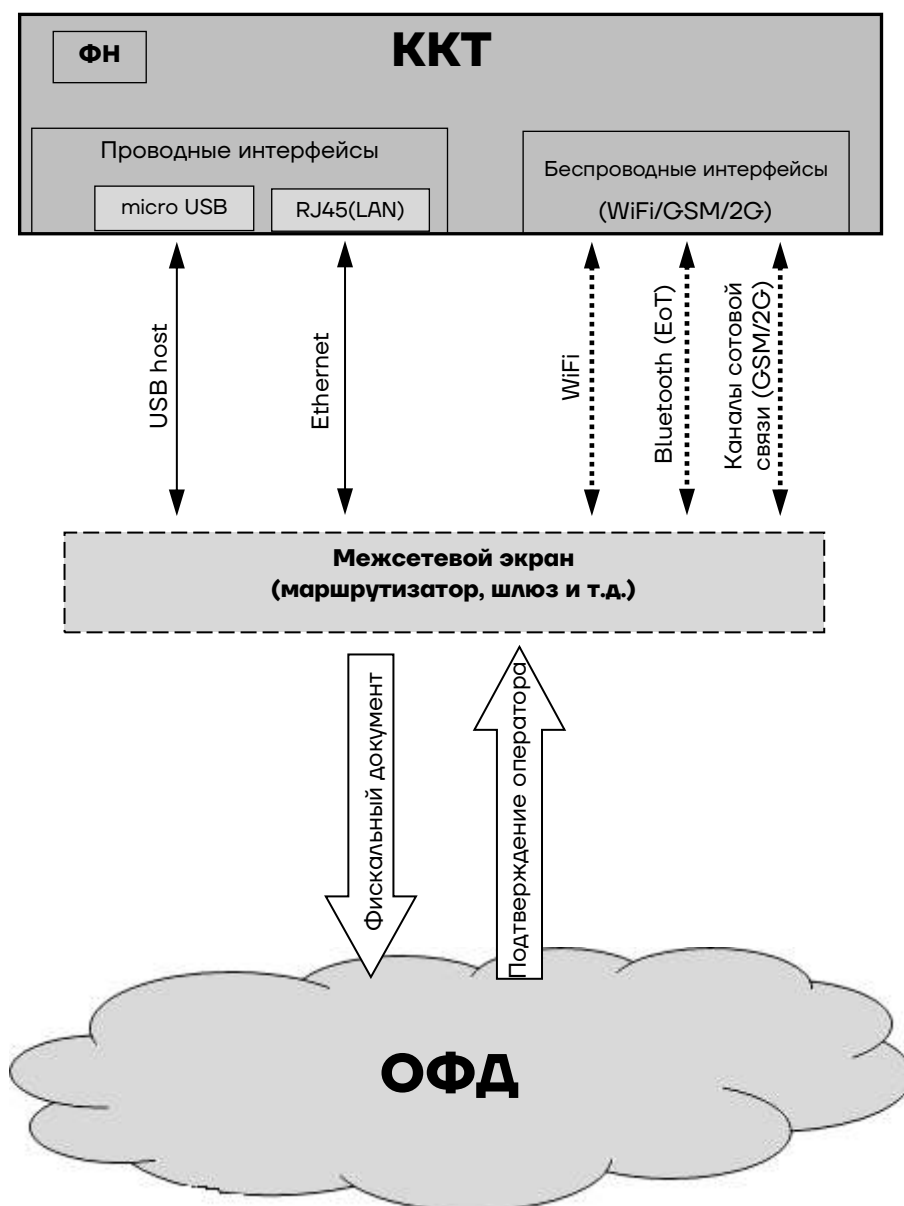 ФН
ККТ
Проводные интерфейсы
micro USB
RJ45(LAN)
Беспроводные интерфейсы
(WiFi/GSM/2G)
USB host
Ethernet
WiFi
Bluetooth (EoT)
Каналы сотовой
связи (GSM/2G)
Межсетевой экран
(маршрутизатор, шлюз и т.д.)
Фискальный документ
Подтверждение оператора
ОФД